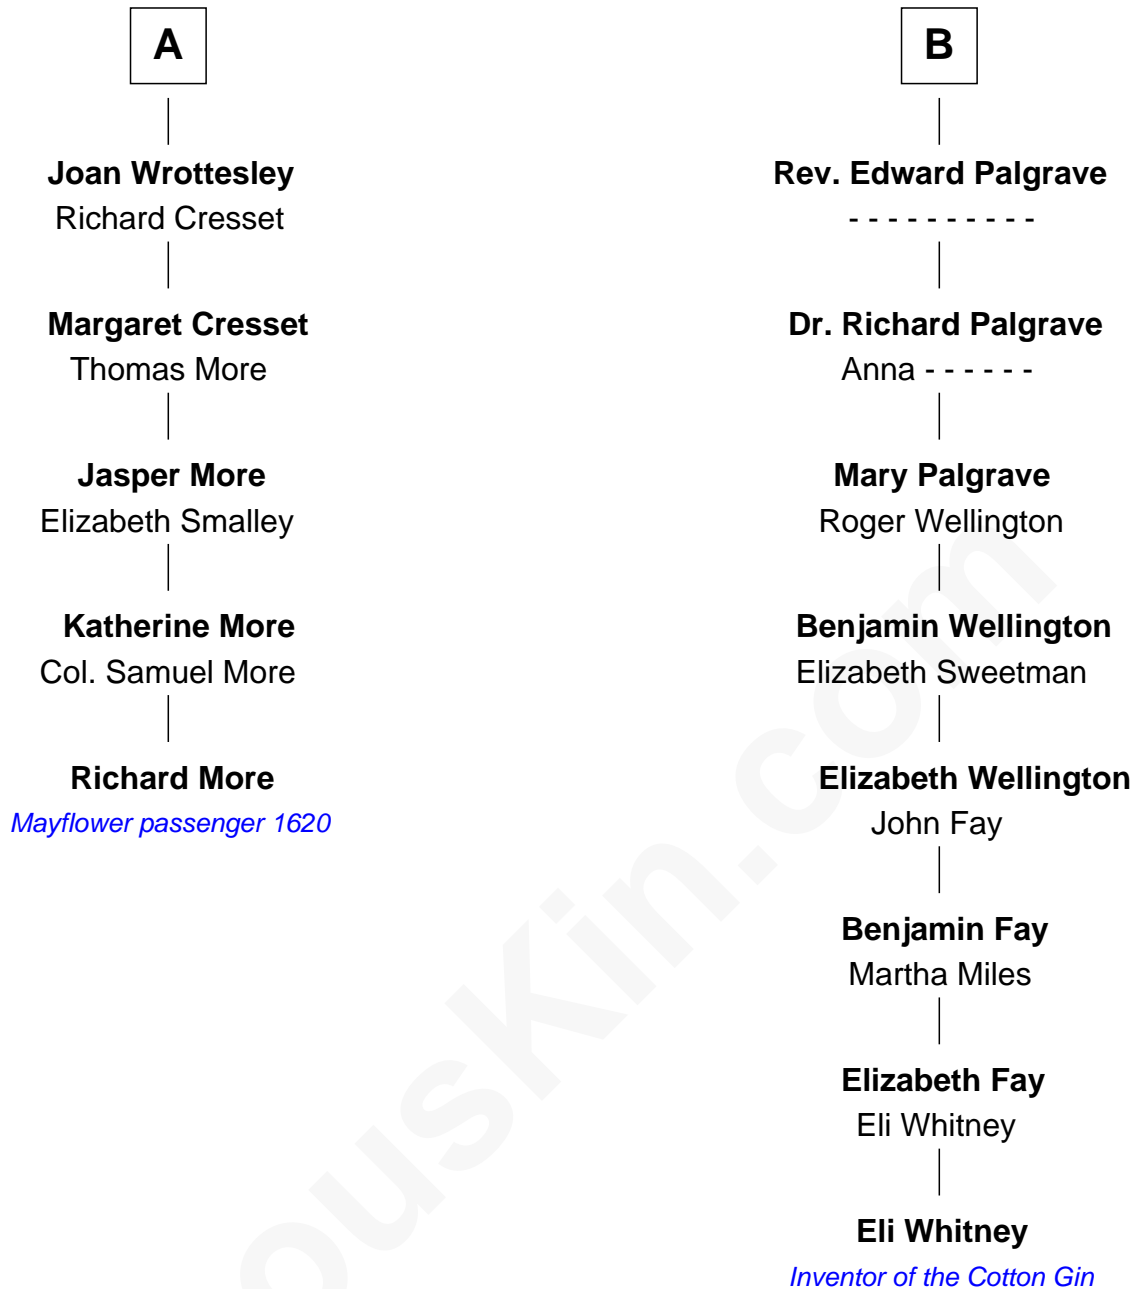 A
Joan Wrottesley
Richard Cresset
Margaret Cresset
Thomas More
Jasper More
Elizabeth Smalley
Katherine More
Col. Samuel More
Richard More
Mayflower passenger 1620
B
Rev. Edward Palgrave
- - - - - - - - - -
Dr. Richard Palgrave
Anna - - - - - -
Mary Palgrave
Roger Wellington
Benjamin Wellington
Elizabeth Sweetman
Elizabeth Wellington
John Fay
Benjamin Fay
Martha Miles
Elizabeth Fay
Eli Whitney
Eli Whitney
Inventor of the Cotton Gin
ousKin.com